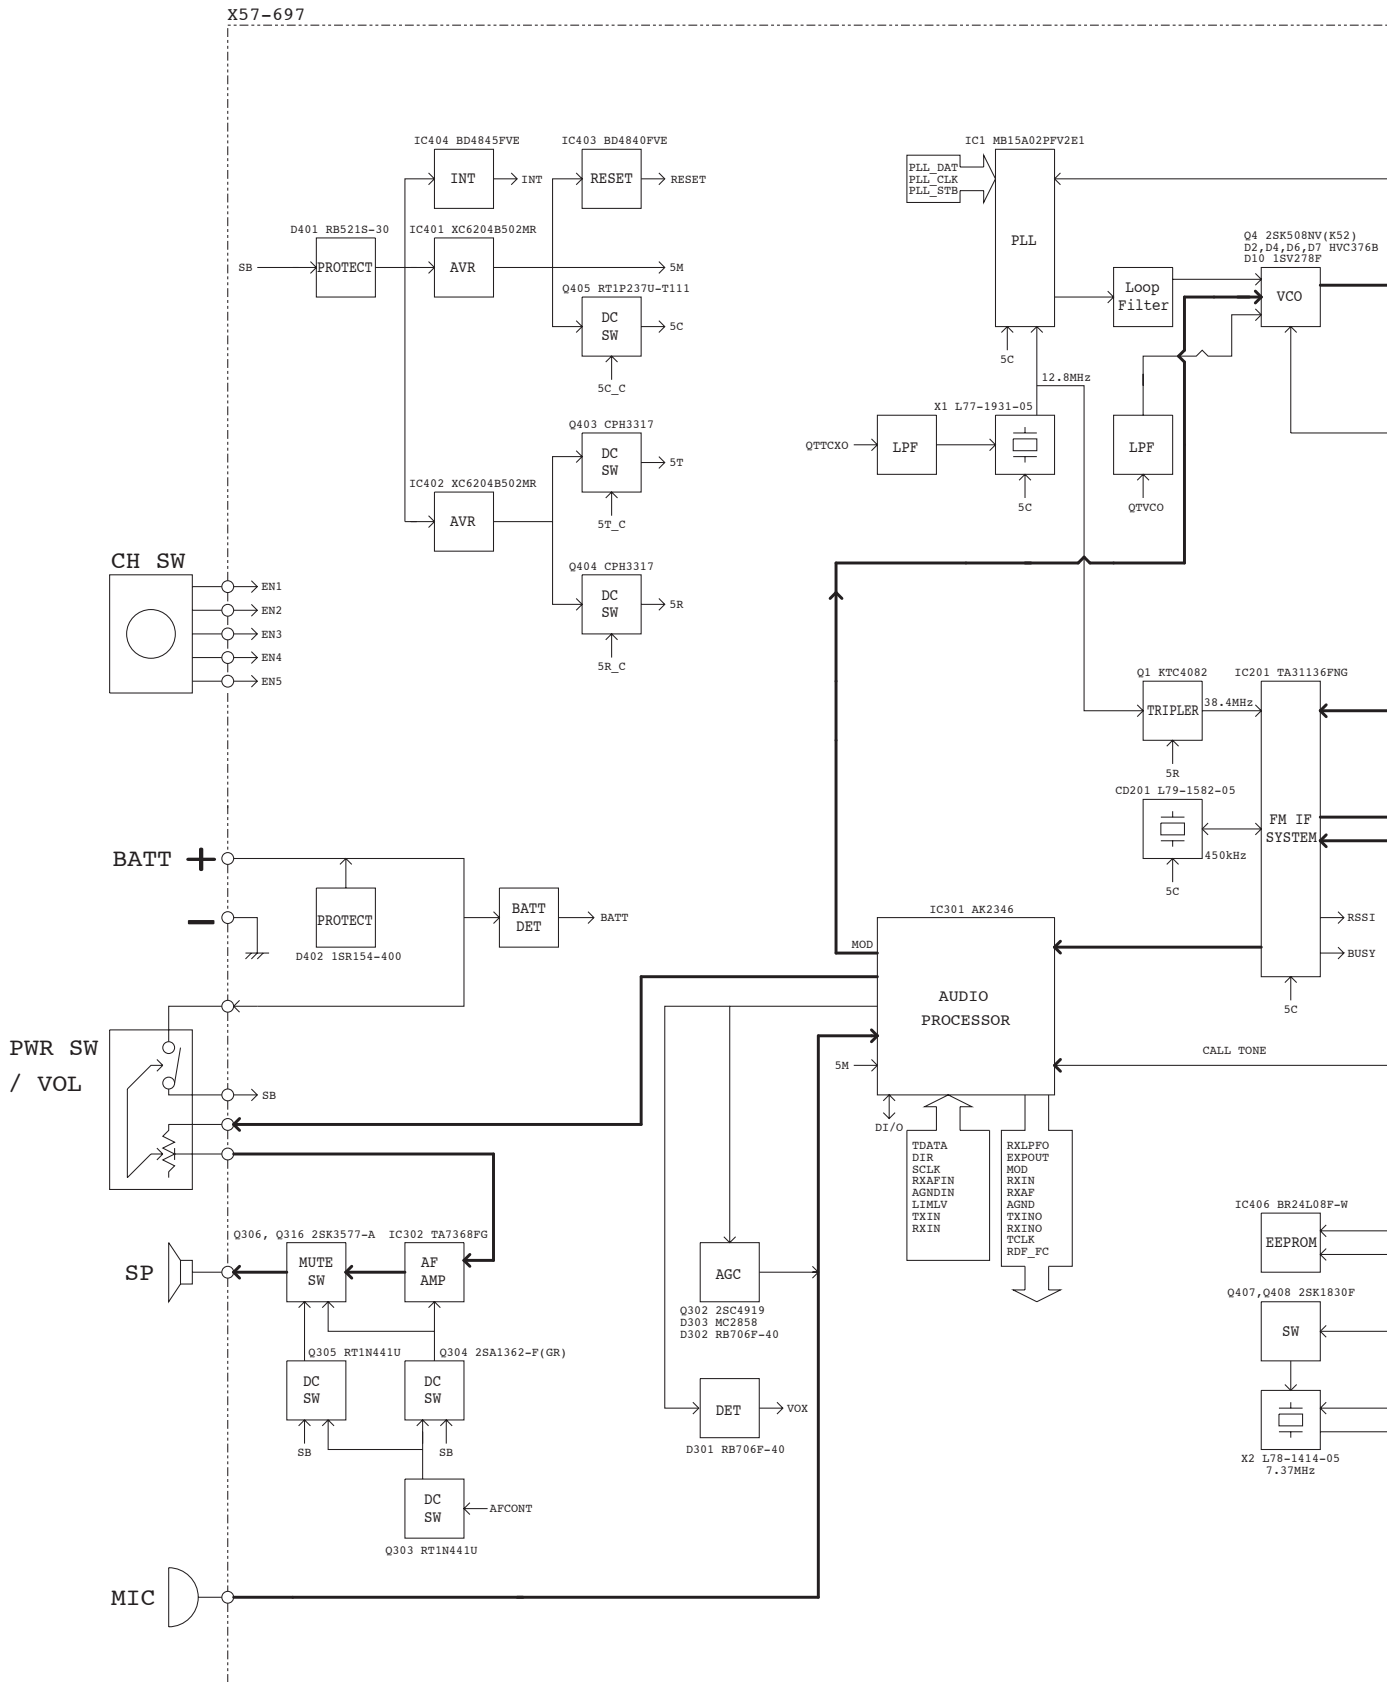 X57-697
IC404 BD4845FVE
INT
INT
IC403 BD4840FVE
RESET
RESET
D401 RB521S-30
SB
PROTECT
IC401 XC6204B502MR
AVR
5M
Q405 RT1P237U-T111
DC
SW
5C
5C_C
Q403 CPH3317
DC
SW
5T
5T_C
IC402 XC6204B502MR
AVR
Q404 CPH3317
DC
SW
5R
5R_C
IC1 MB15A02PFV2E1
PLL_DAT
PLL_CLK
PLL_STB
PLL
5C
12.8MHz
Loop
Filter
Q4 2SK508NV(K52)
D2,D4,D6,D7 HVC376B
D10 1SV278F
VCO
X1 L77-1931-05
QTTCXO
LPF
5C
LPF
QTVCO
CH SW
EN1
EN2
EN3
EN4
EN5
Q1 KTC4082
TRIPLER
38.4MHz
5R
IC201 TA31136FNG
CD201 L79-1582-05
450kHz
5C
FM IF
SYSTEM
RSSI
BUSY
5C
BATT +
−
PROTECT
D402 1SR154-400
BATT
DET
BATT
PWR SW
/ VOL
SB
IC301 AK2346
MOD
AUDIO
PROCESSOR
5M
CALL TONE
DI/O
TDATA
DIR
SCLK
RXAFIN
AGNDIN
LIMLV
TXIN
RXIN
RXLPFO
EXPOUT
MOD
RXIN
RXAF
AGND
TXINO
RXINO
TCLK
RDF_FC
Q306, Q316 2SK3577-A
IC302 TA7368FG
SP
MUTE
SW
AF
AMP
Q305 RT1N441U
Q304 2SA1362-F(GR)
DC
SW
DC
SW
SB
SB
DC
SW
AFCONT
Q303 RT1N441U
AGC
Q302 2SC4919
D303 MC2858
D302 RB706F-40
DET
VOX
D301 RB706F-40
IC406 BR24L08F-W
EEPROM
Q407,Q408 2SK1830F
SW
X2 L78-1414-05
7.37MHz
MIC